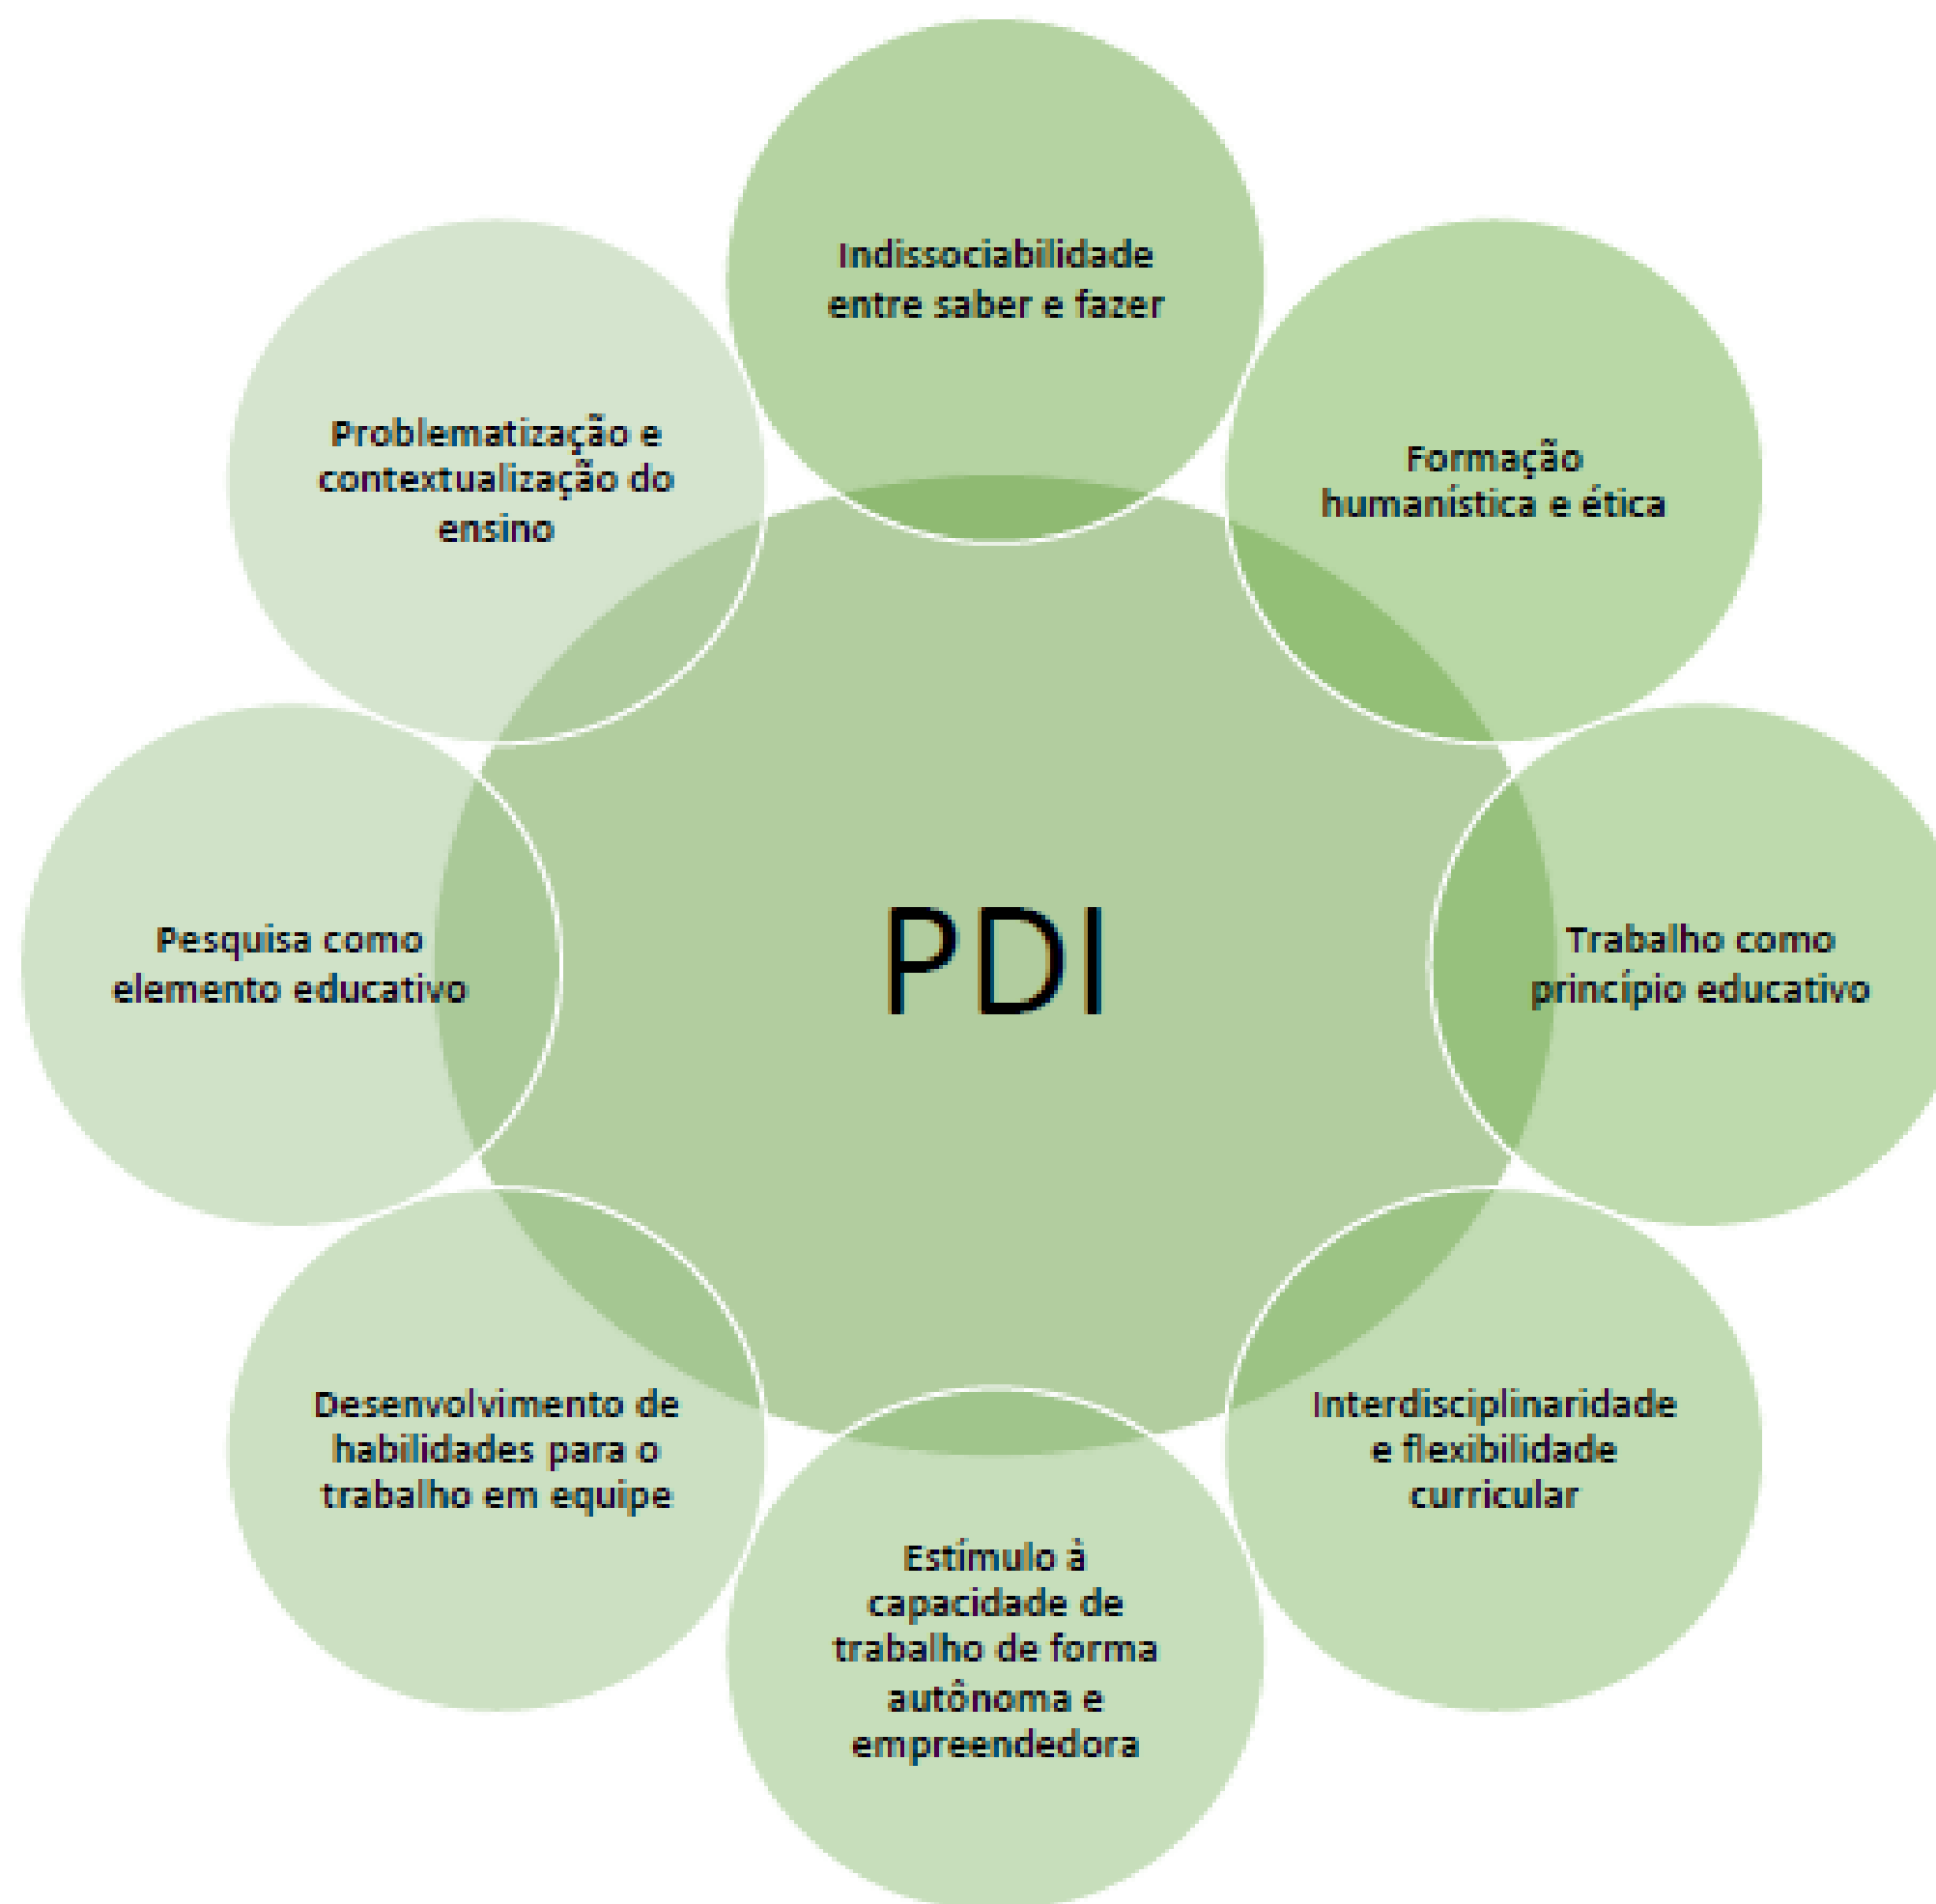 Indissociabilidade
entre saber e fazer
Formação
humanística e ética
Trabalho como
princípio educativo
Interdisciplinaridade
e flexibilidade
curricular
Estímulo à
capacidade de
trabalho de forma
autônoma e
empreendedora
Desenvolvimento de
habilidades para o
trabalho em equipe
Pesquisa como
elemento educativo
Problematização e
contextualização do
ensino
PDI